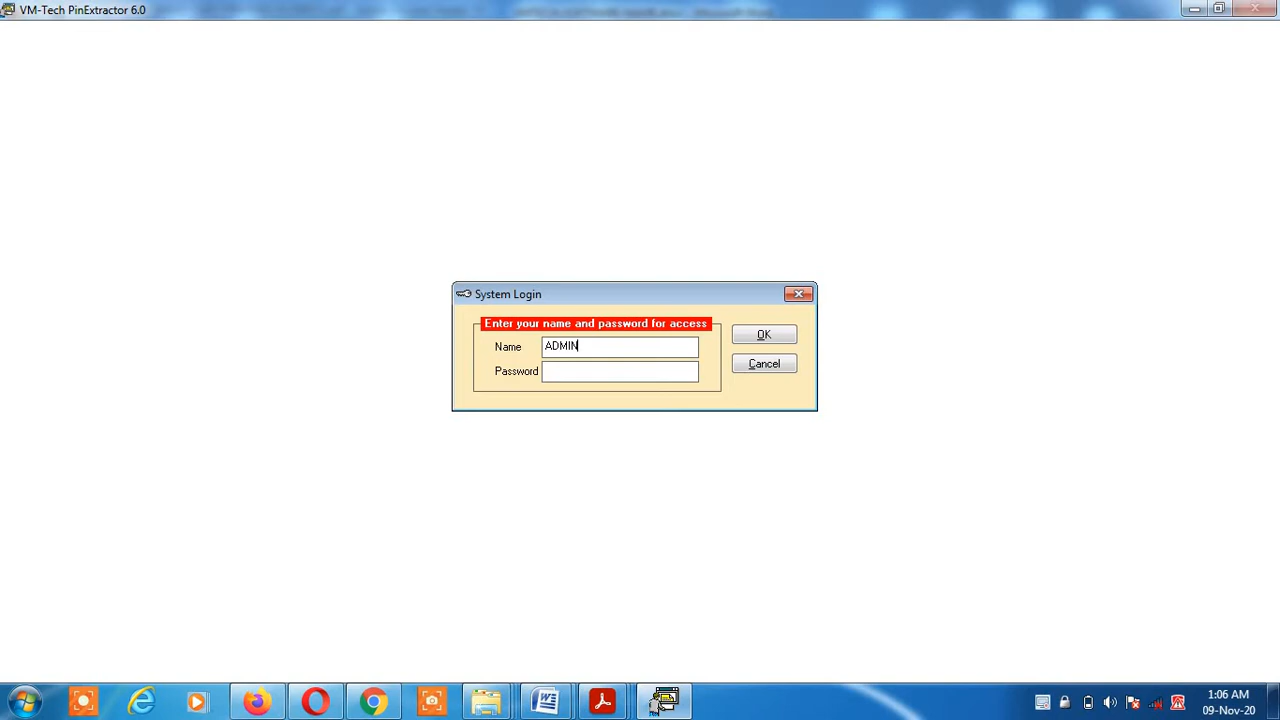 VM-Tech PinExtractor 6.0
System Login
Enter your name and password for access
Name ADMIN
OK
Password
Cancel
1:06 AM
09-Nov-20